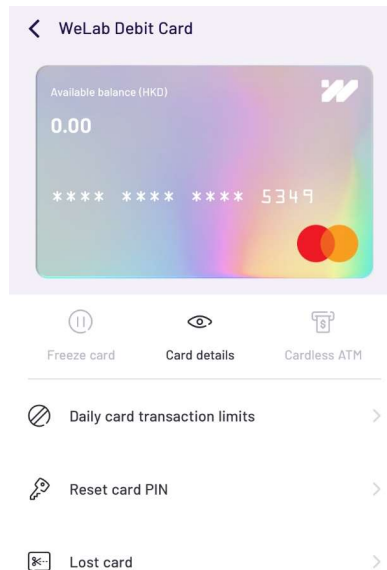 WeLab Debit Card
Available balance (HKD)
0.00
**** **** **** 5349
Freeze card
Card details
Cardless ATM
Daily card transaction limits
Reset card PIN
Lost card